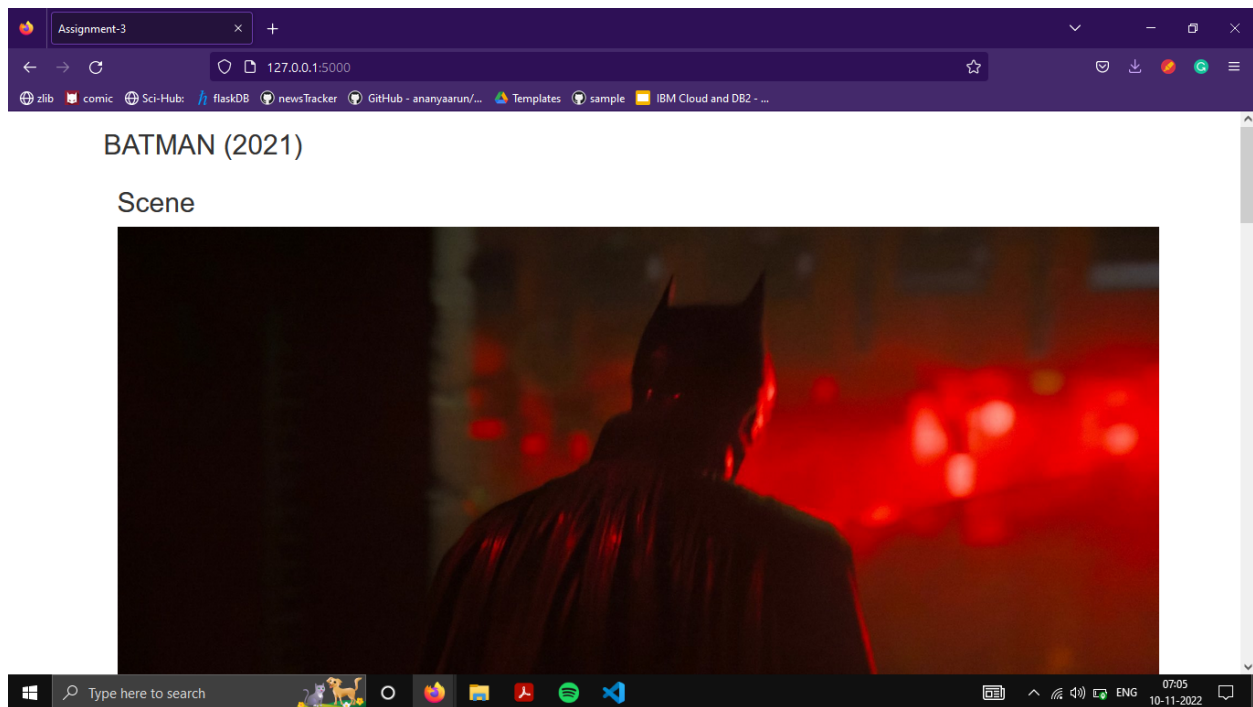 Assignment-3
127.0.0.1:5000
zlib comic Sci-Hub: flaskDB newsTracker GitHub - ananyaarun/... Templates sample IBM Cloud and DB2 - ...
BATMAN (2021)
Scene
Type here to search
ENG
07:05
10-11-2022